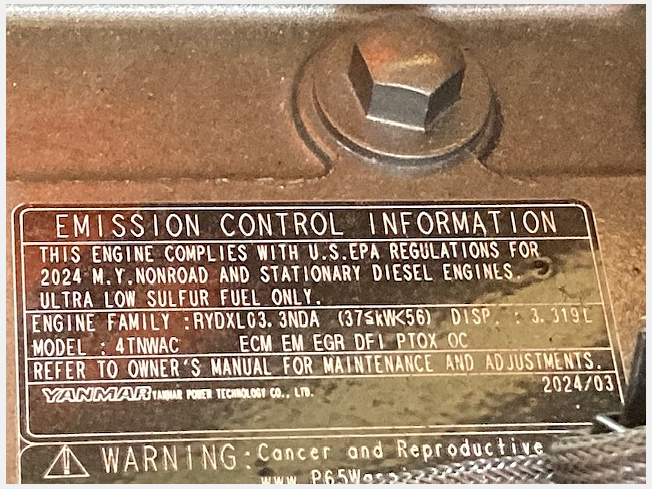 EMISSION CONTROL INFORMATION
THIS ENGINE COMPLIES WITH U.S.EPA REGULATIONS FOR
2024 M.Y.NONROAD AND STATIONARY DIESEL ENGINES.
ULTRA LOW SULFUR FUEL ONLY.
ENGINE FAMILY :RYDXL03.3NDA (37≤kW<56) DISP. : 3.319L
MODEL : 4TNWAC ECM EM EGR DFI PTOX OC
REFER TO OWNER'S MANUAL FOR MAINTENANCE AND ADJUSTMENTS.
YANMAR YANMAR POWER TECHNOLOGY CO., LTD. 2024/03
WARNING:Cancer and Reproductive